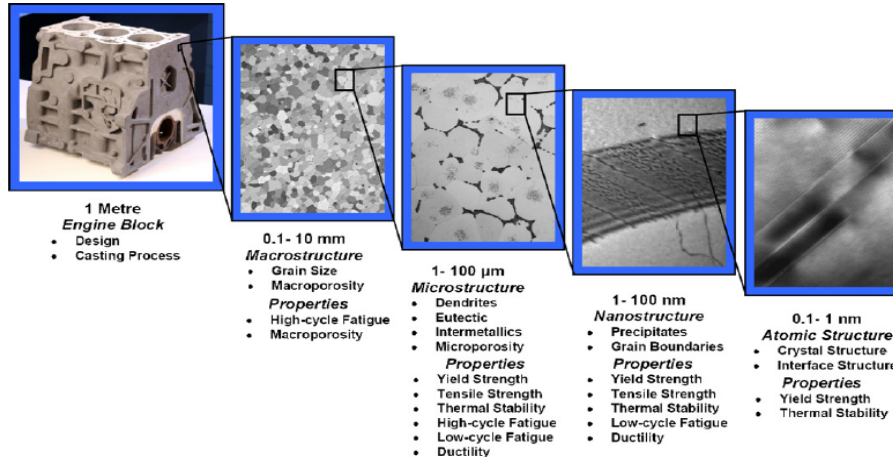 1 Metre
Engine Block
• Design
• Casting Process
0.1- 10 mm
Macrostructure
• Grain Size
• Macroporosity
Properties
• High-cycle Fatigue
• Macroporosity
1- 100 µm
Microstructure
• Dendrites
• Eutectic
• Intermetallics
• Microporosity
Properties
• Yield Strength
• Tensile Strength
• Thermal Stability
• High-cycle Fatigue
• Low-cycle Fatigue
• Ductility
1- 100 nm
Nanostructure
• Precipitates
• Grain Boundaries
Properties
• Yield Strength
• Tensile Strength
• Thermal Stability
• Low-cycle Fatigue
• Ductility
0.1- 1 nm
Atomic Structure
• Crystal Structure
• Interface Structure
Properties
• Yield Strength
• Thermal Stability